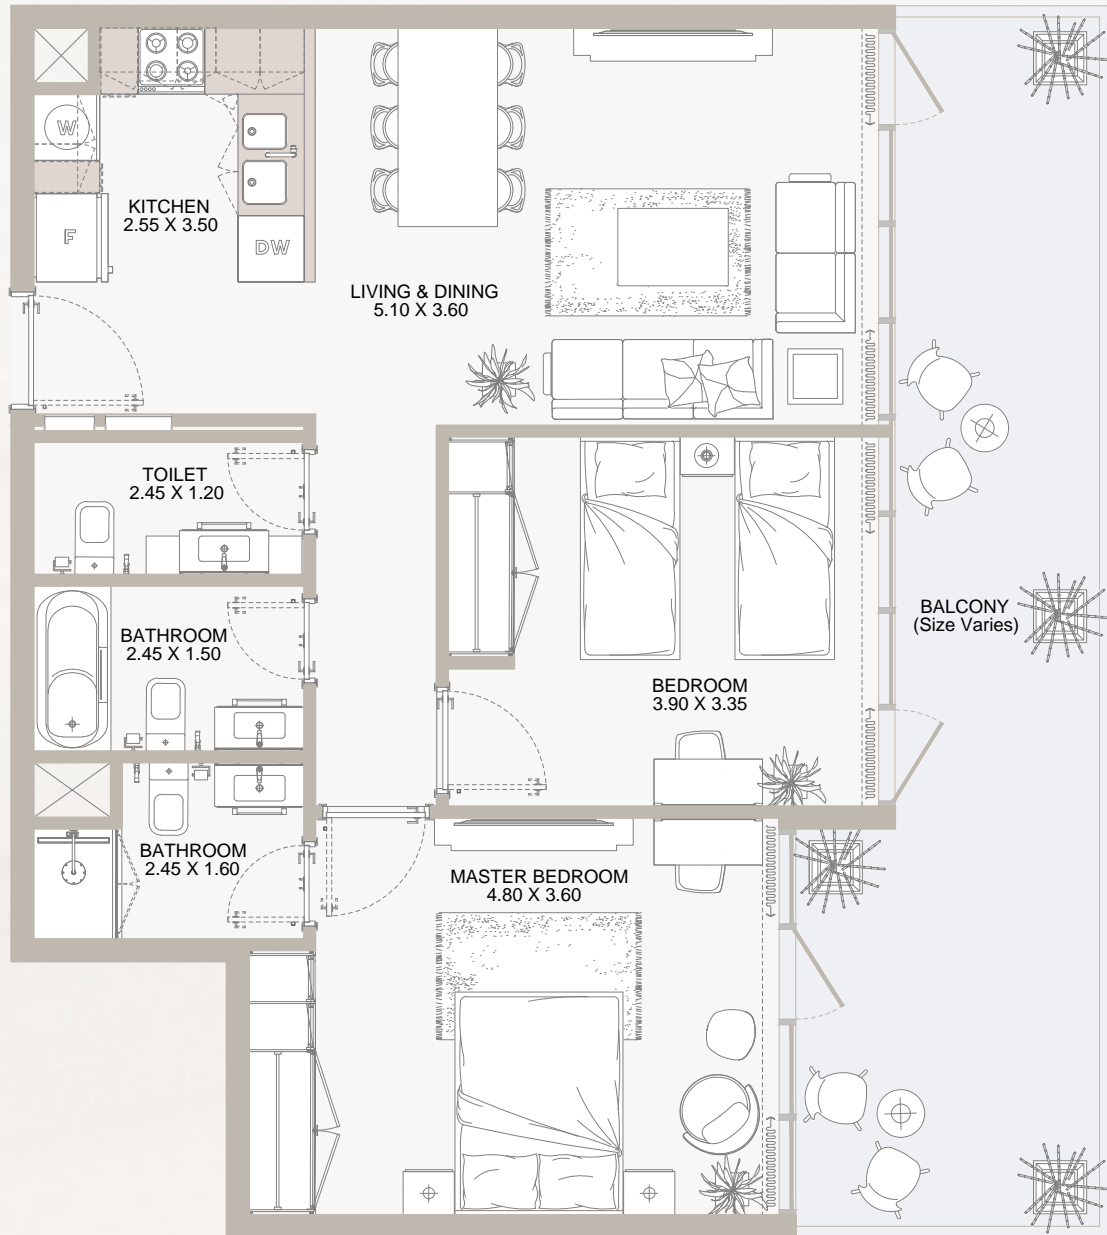 W
KITCHEN
2.55 X 3.50
F
DW
LIVING & DINING
5.10 X 3.60
TOILET
2.45 X 1.20
BATHROOM
2.45 X 1.50
BALCONY
(Size Varies)
BEDROOM
3.90 X 3.35
BATHROOM
2.45 X 1.60
MASTER BEDROOM
4.80 X 3.60